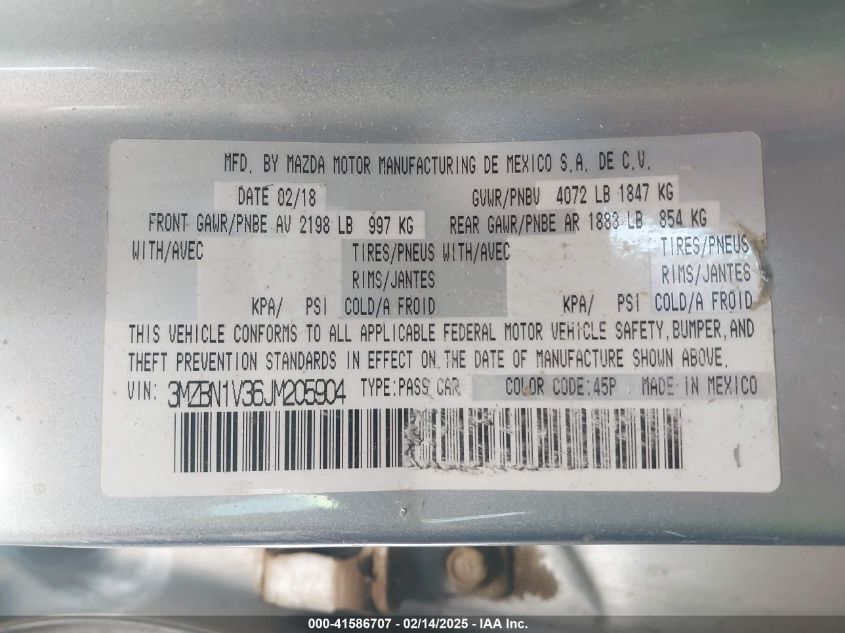 MFD. BY MAZDA MOTOR MANUFACTURING DE MEXICO S.A. DE C.V.
DATE 02/18 GVWR/PNBV 4072 LB 1847 KG
FRONT GAWR/PNBE AV 2198 LB 997 KG REAR GAWR/PNBE AR 1883 LB 854 KG
WITH/AVEC TIRES/PNEUS WITH/AVEC TIRES/PNEUS
RIMS/JANTES RIMS/JANTES
KPA/ PSI COLD/A FROID KPA/ PSI COLD/A FROID
THIS VEHICLE CONFORMS TO ALL APPLICABLE FEDERAL MOTOR VEHICLE SAFETY, BUMPER, AND
THEFT PREVENTION STANDARDS IN EFFECT ON THE DATE OF MANUFACTURE SHOWN ABOVE.
VIN: 3MZBN1V36JM205904 TYPE: PASS CAR COLOR CODE: 45P MADE IN MEXICO
000-41586707 - 02/14/2025 - IAA Inc.